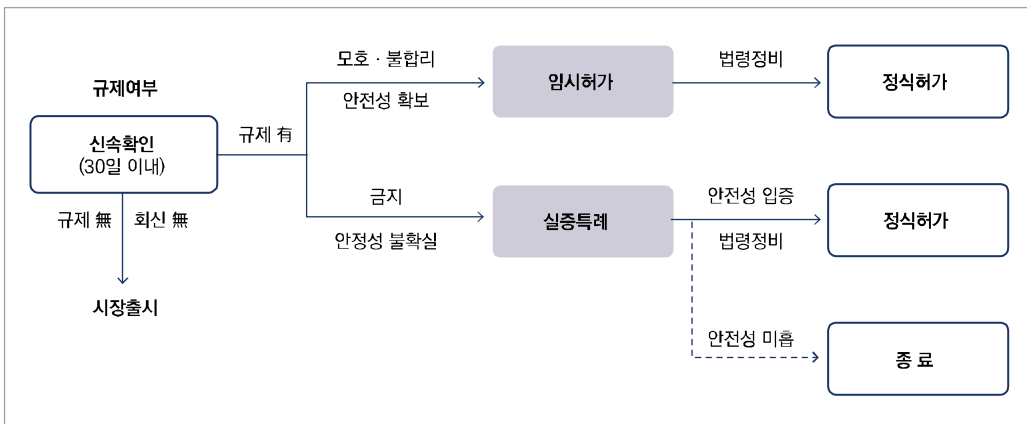 규제여부
신속확인
(30일 이내)
규제 無
회신 無
시장출시
규제 有
모호 · 불합리
안전성 확보
임시허가
법령정비
정식허가
금지
안정성 불확실
실증특례
안전성 입증
법령정비
정식허가
안전성 미흡
종 료